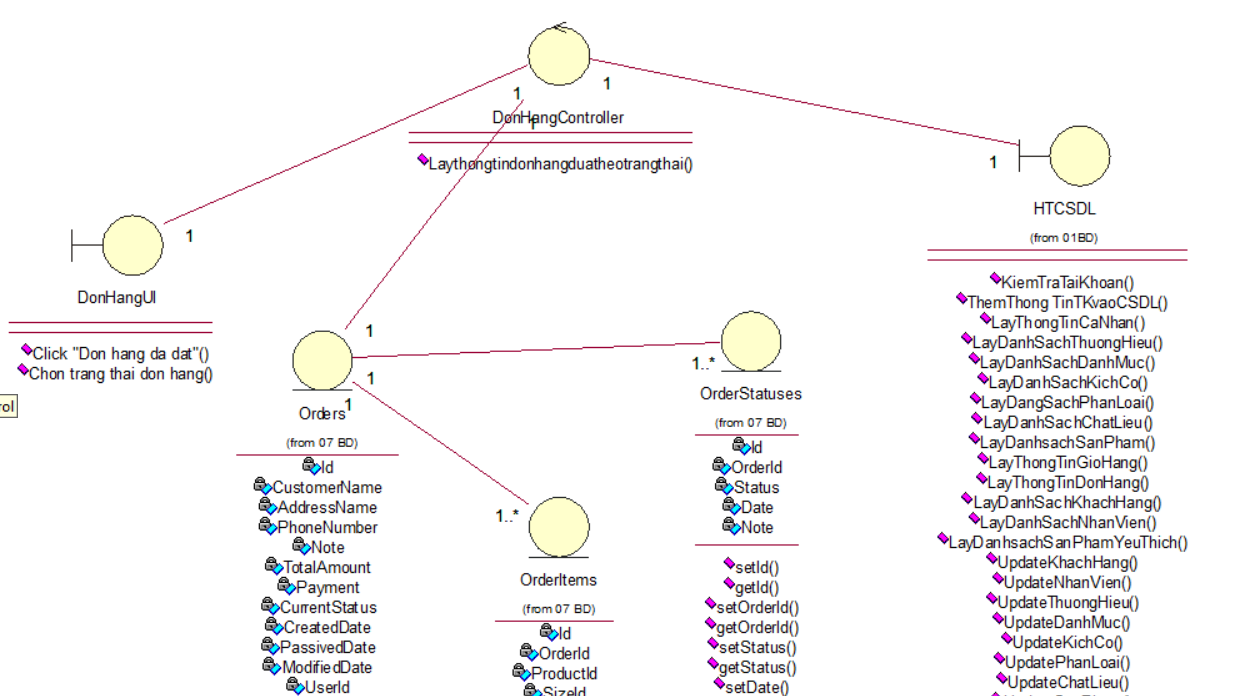 1
1
DonHangController
1
Laythongtindonhangduatheotrangthai()
1
HTCSDL
(from 01BD)
KiemTraTaiKhoan()
ThemThong TinTKvaoCSDL()
LayThongTinCaNhan()
LayDanhSachThuongHieu()
LayDanhSachDanhMuc()
LayDanhSachKichCo()
LayDangSachPhanLoai()
LayDanhSachChatLieu()
LayDanhsachSanPham()
LayThongTinGioHang()
LayThongTinDonHang()
LayDanhSachKhachHang()
LayDanhSachNhanVien()
LayDanhsachSanPhamYeuThich()
UpdateKhachHang()
UpdateNhanVien()
UpdateThuongHieu()
UpdateDanhMuc()
UpdateKichCo()
UpdatePhanLoai()
UpdateChatLieu()
1
DonHangUI
Click "Don hang da dat"()
Chon trang thai don hang()
rol
1
1
1
Orders
(from 07 BD)
Id
CustomerName
AddressName
PhoneNumber
Note
TotalAmount
Payment
CurrentStatus
CreatedDate
PassivedDate
ModifiedDate
UserId
1..*
OrderItems
(from 07 BD)
Id
OrderId
ProductId
SizeId
1..*
OrderStatuses
(from 07 BD)
Id
OrderId
Status
Date
Note
setId()
getId()
setOrderId()
getOrderId()
setStatus()
getStatus()
setDate()